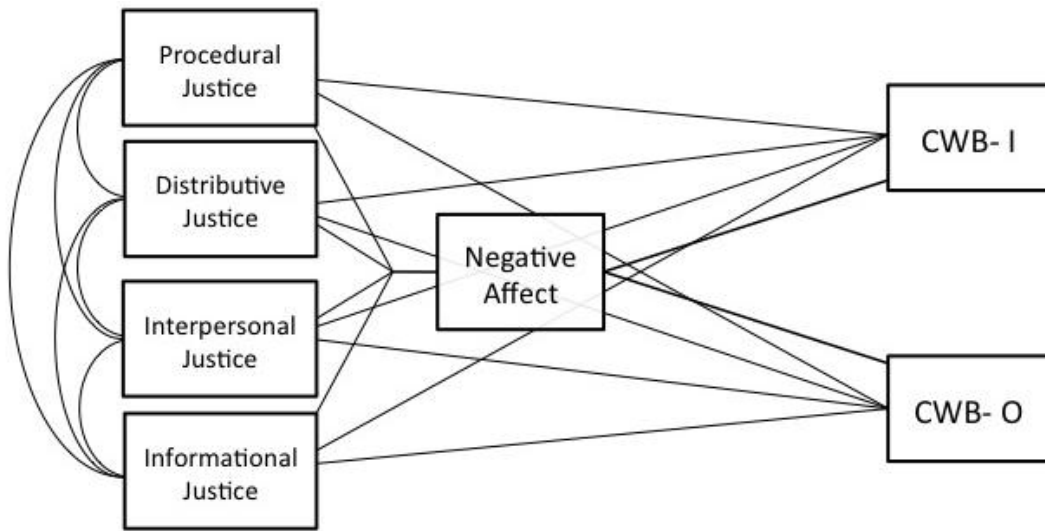 Procedural
Justice
Distributive
Justice
Interpersonal
Justice
Informational
Justice
Negative
Affect
CWB- I
CWB- O